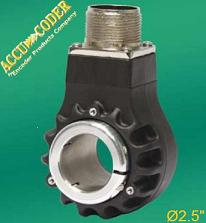 ACCU-CODER
Encoder Products Company
Ø2.5"